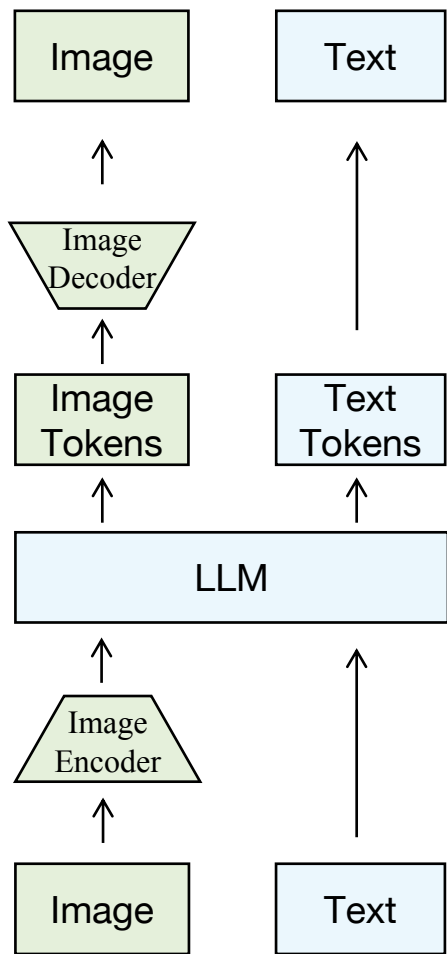 Image
Text
Image
Decoder
Image
Tokens
Text
Tokens
LLM
Image
Encoder
Image
Text